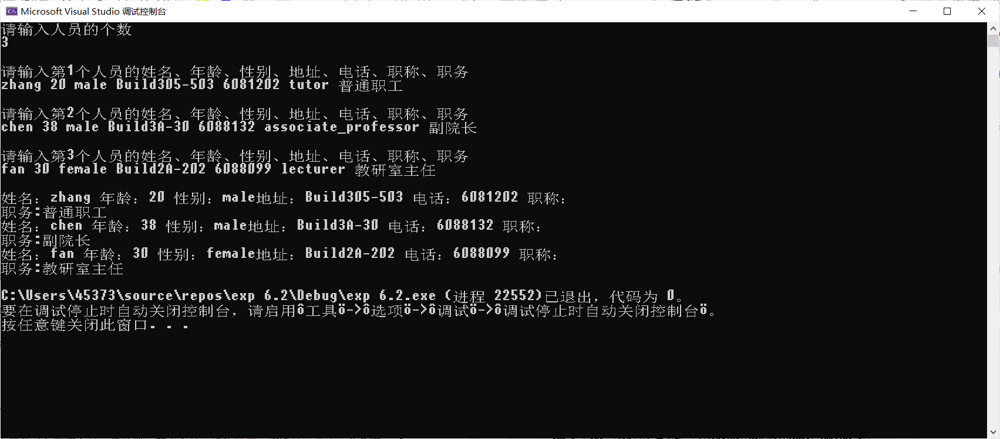 Microsoft Visual Studio 调试控制台
请输入人员的个数
3
请输入第1个人员的姓名、年龄、性别、地址、电话、职称、职务
zhang 20 male Build305-503 6081202 tutor 普通职工
请输入第2个人员的姓名、年龄、性别、地址、电话、职称、职务
chen 38 male Build3A-30 6088132 associate_professor 副院长
请输入第3个人员的姓名、年龄、性别、地址、电话、职称、职务
fan 30 female Build2A-202 6088099 lecturer 教研室主任
姓名：zhang 年龄：20 性别：male地址：Build305-503 电话：6081202 职称：
职务:普通职工
姓名：chen 年龄：38 性别：male地址：Build3A-30 电话：6088132 职称：
职务:副院长
姓名：fan 年龄：30 性别：female地址：Build2A-202 电话：6088099 职称：
职务:教研室主任
C:\Users\45373\source\repos\exp 6.2\Debug\exp 6.2.exe (进程 22552)已退出，代码为 0。
要在调试停止时自动关闭控制台，请启用ô工具ö->ô选项ö->ô调试ö->ô调试停止时自动关闭控制台ö。
按任意键关闭此窗口. . .